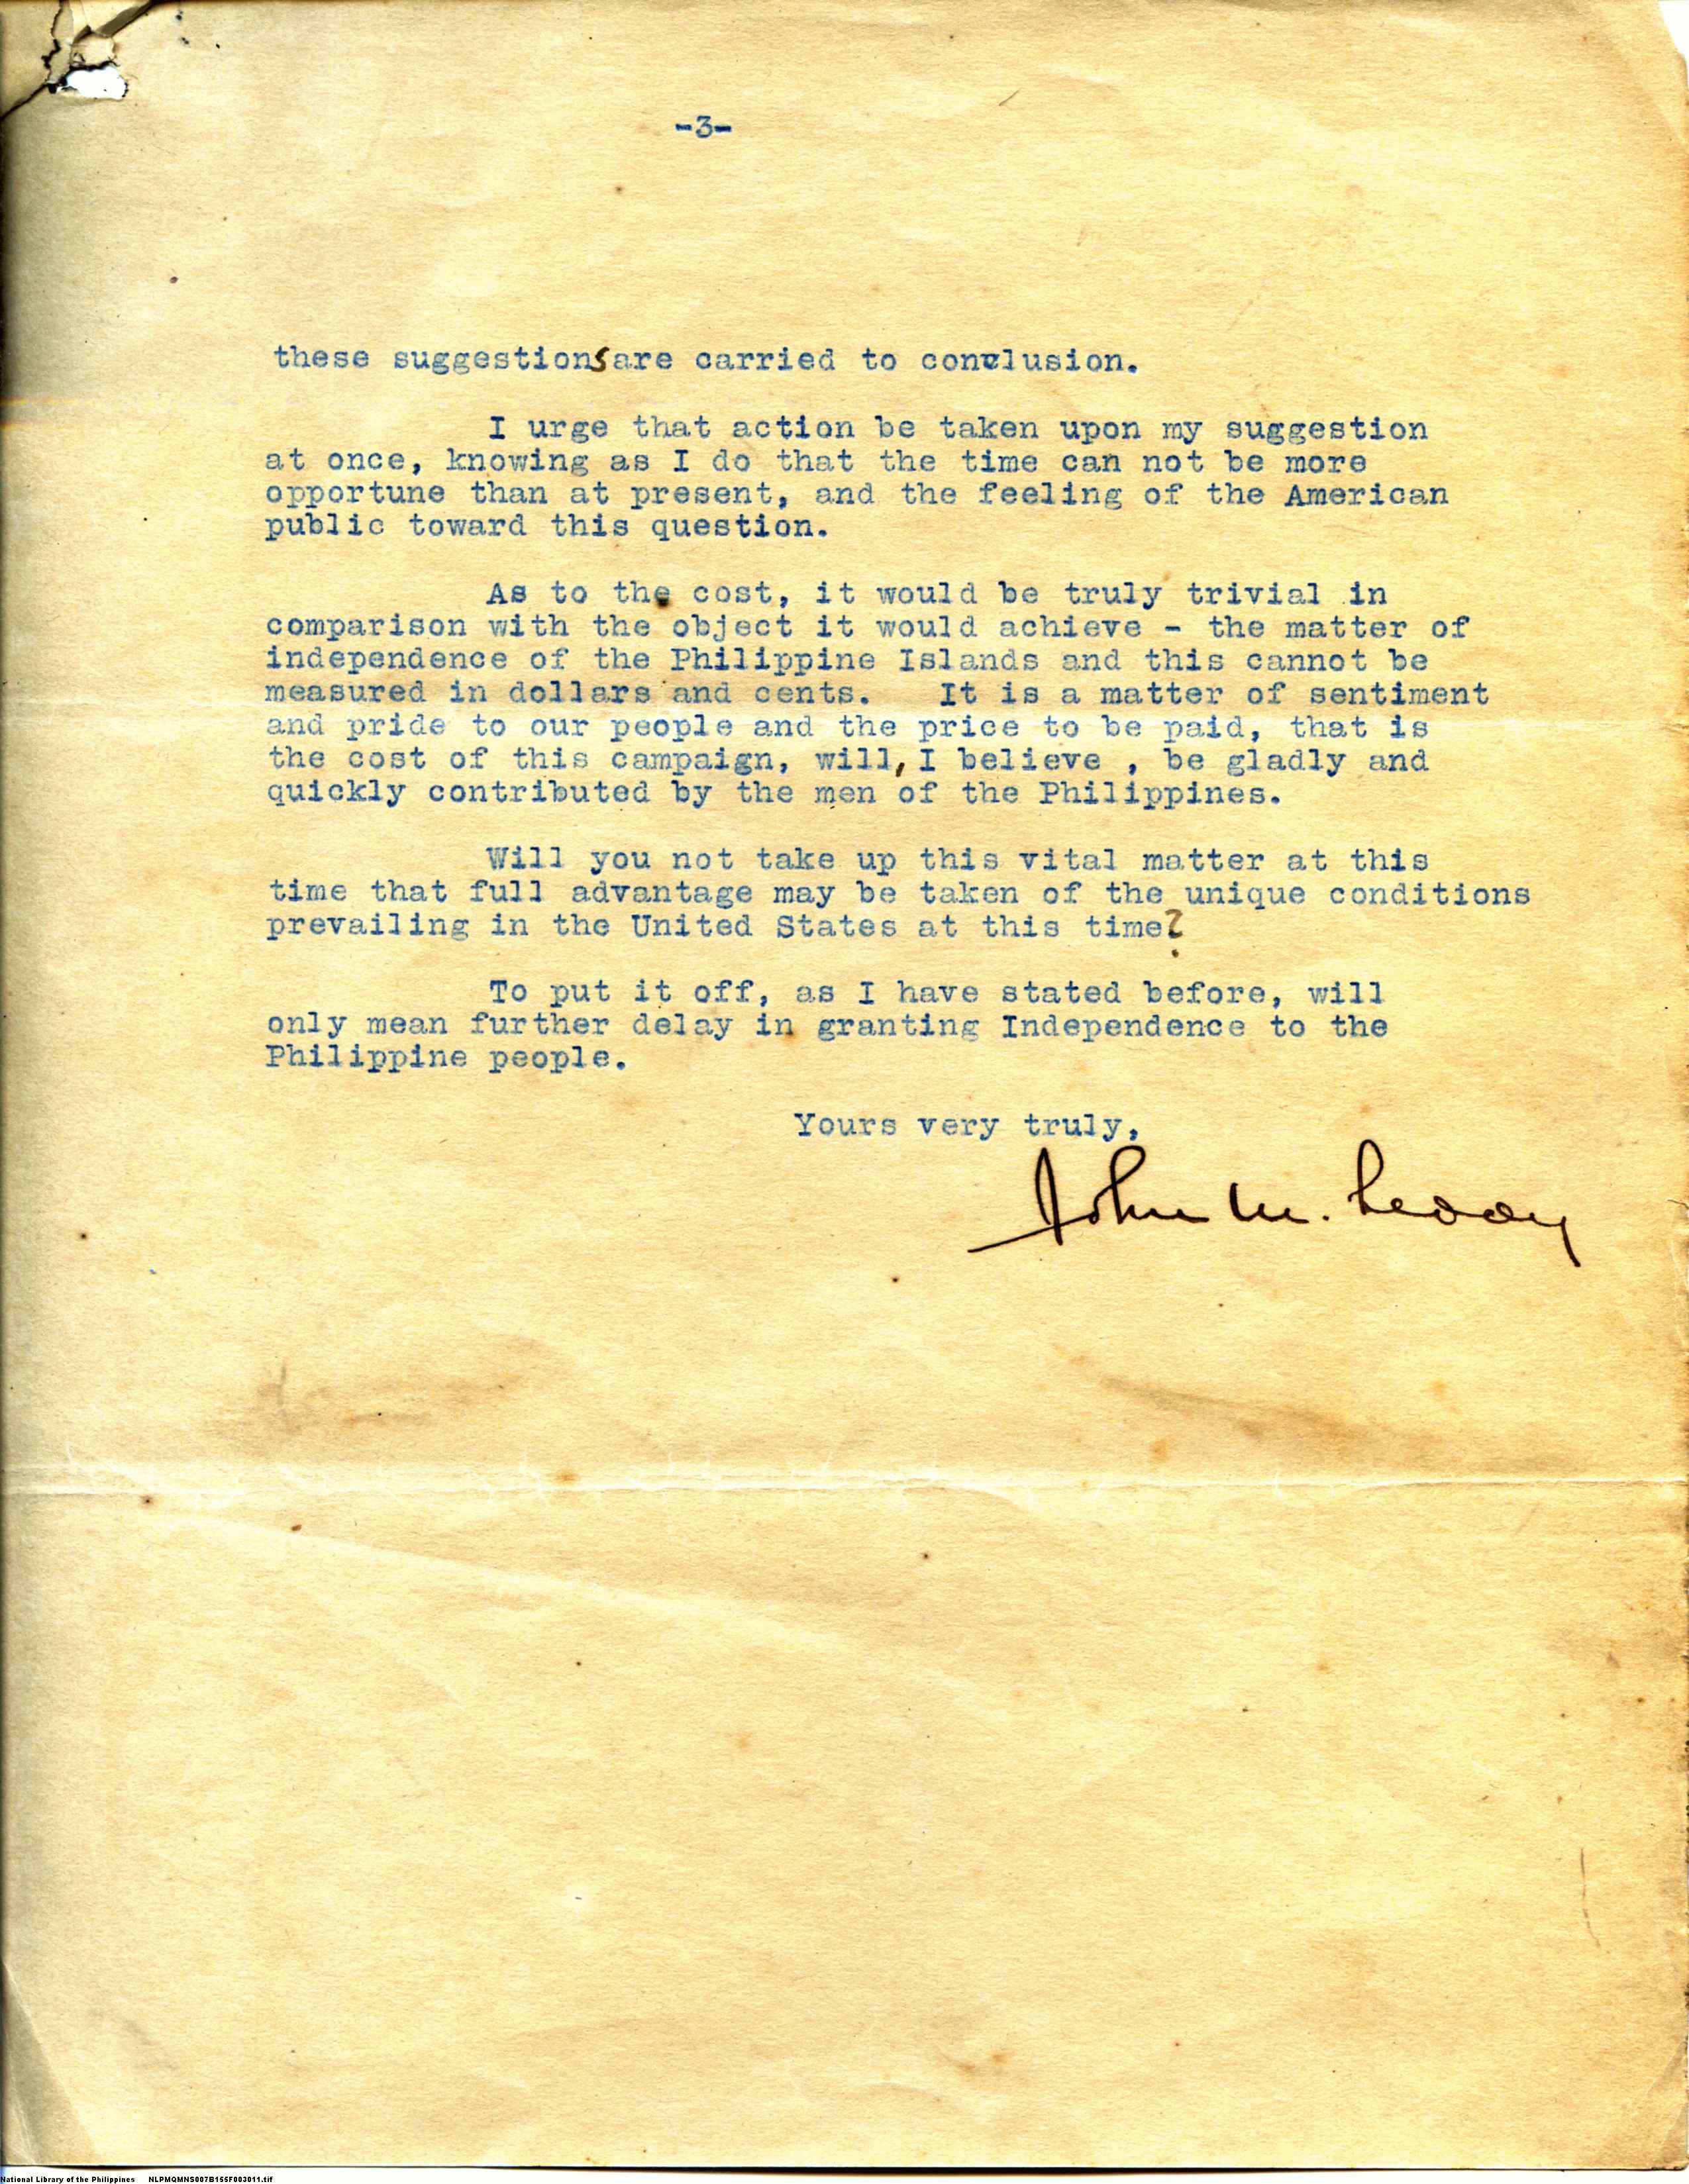 -3-
these suggestions are carried to conclusion.
I urge that action be taken upon my suggestion
at once, knowing as I do that the time can not be more
opportune than at present, and the feeling of the American
public toward this question.
As to the cost, it would be truly trivial in
comparison with the object it would achieve - the matter of
independence of the Philippine Islands and this cannot be
measured in dollars and cents. It is a matter of sentiment
and pride to our people and the price to be paid, that is
the cost of this campaign, will, I believe , be gladly and
quickly contributed by the men of the Philippines.
Will you not take up this vital matter at this
time that full advantage may be taken of the unique conditions
prevailing in the United States at this time?
To put it off, as I have stated before, will
only mean further delay in granting Independence to the
Philippine people.
Yours very truly,
John M. Leddy
National Library of the Philippines NLPMQMNS007B155F003011.tif